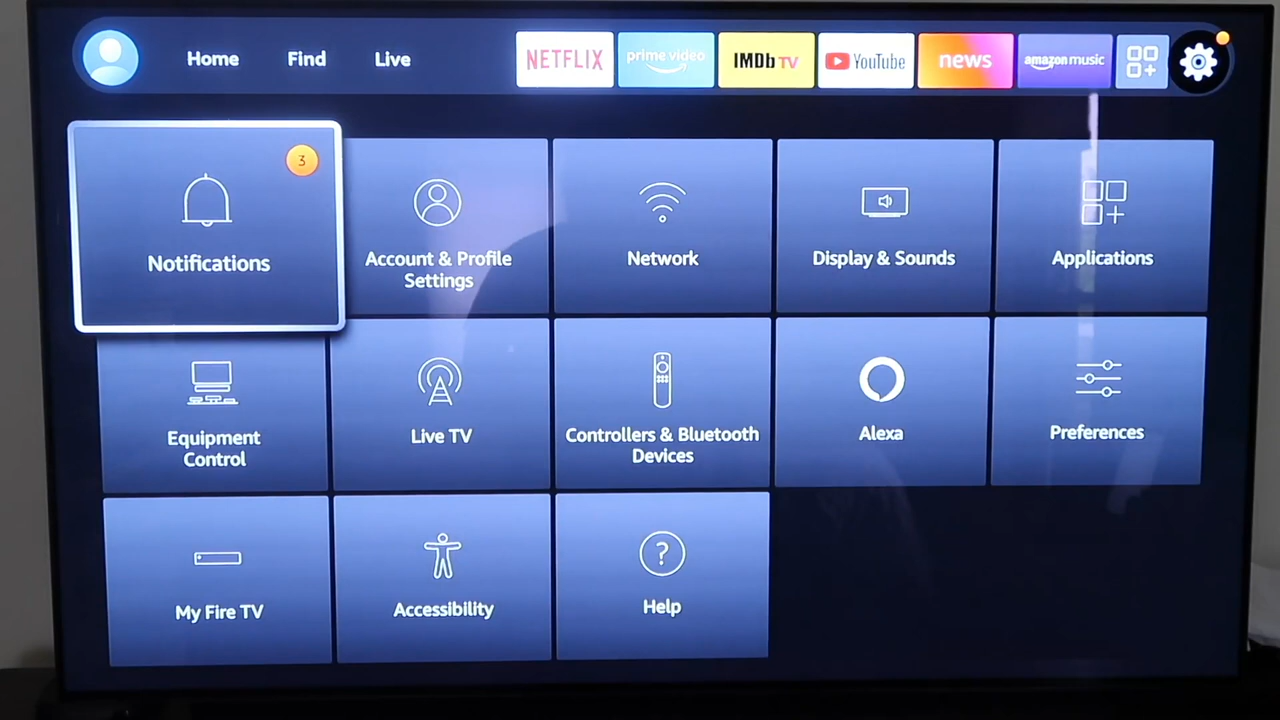 Home Find Live NETFLIX prime video IMDb TV YouTube news amazon music
3
Notifications
Account & Profile
Settings
Network
Display & Sounds
Applications
Equipment
Control
Live TV
Controllers & Bluetooth
Devices
Alexa
Preferences
My Fire TV
Accessibility
?
Help